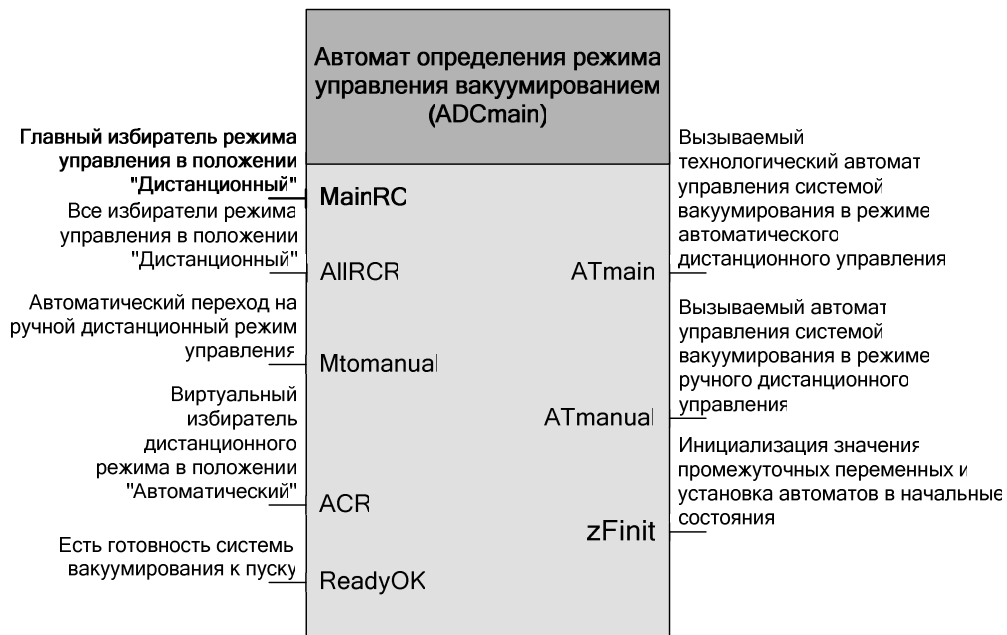 Автомат определения режима
управления вакуумированием
(ADCmain)
Главный избиратель режима
управления в положении
"Дистанционный"
MainRC
Все избиратели режима
управления в положении
"Дистанционный"
AllRCR
Автоматический переход на
ручной дистанционный режим
управления
Mtomanual
Виртуальный
избиратель
дистанционного
режима в положении
"Автоматический"
ACR
Есть готовность системы
вакуумирования к пуску
ReadyOK
Вызываемый
технологический автомат
управления системой
вакуумирования в режиме
автоматического
дистанционного управления
ATmain
Вызываемый автомат
управления системой
вакуумирования в режиме
ручного дистанционного
управления
ATmanual
Инициализация значения
промежуточных переменных и
установка автоматов в начальные
состояния
zFinit